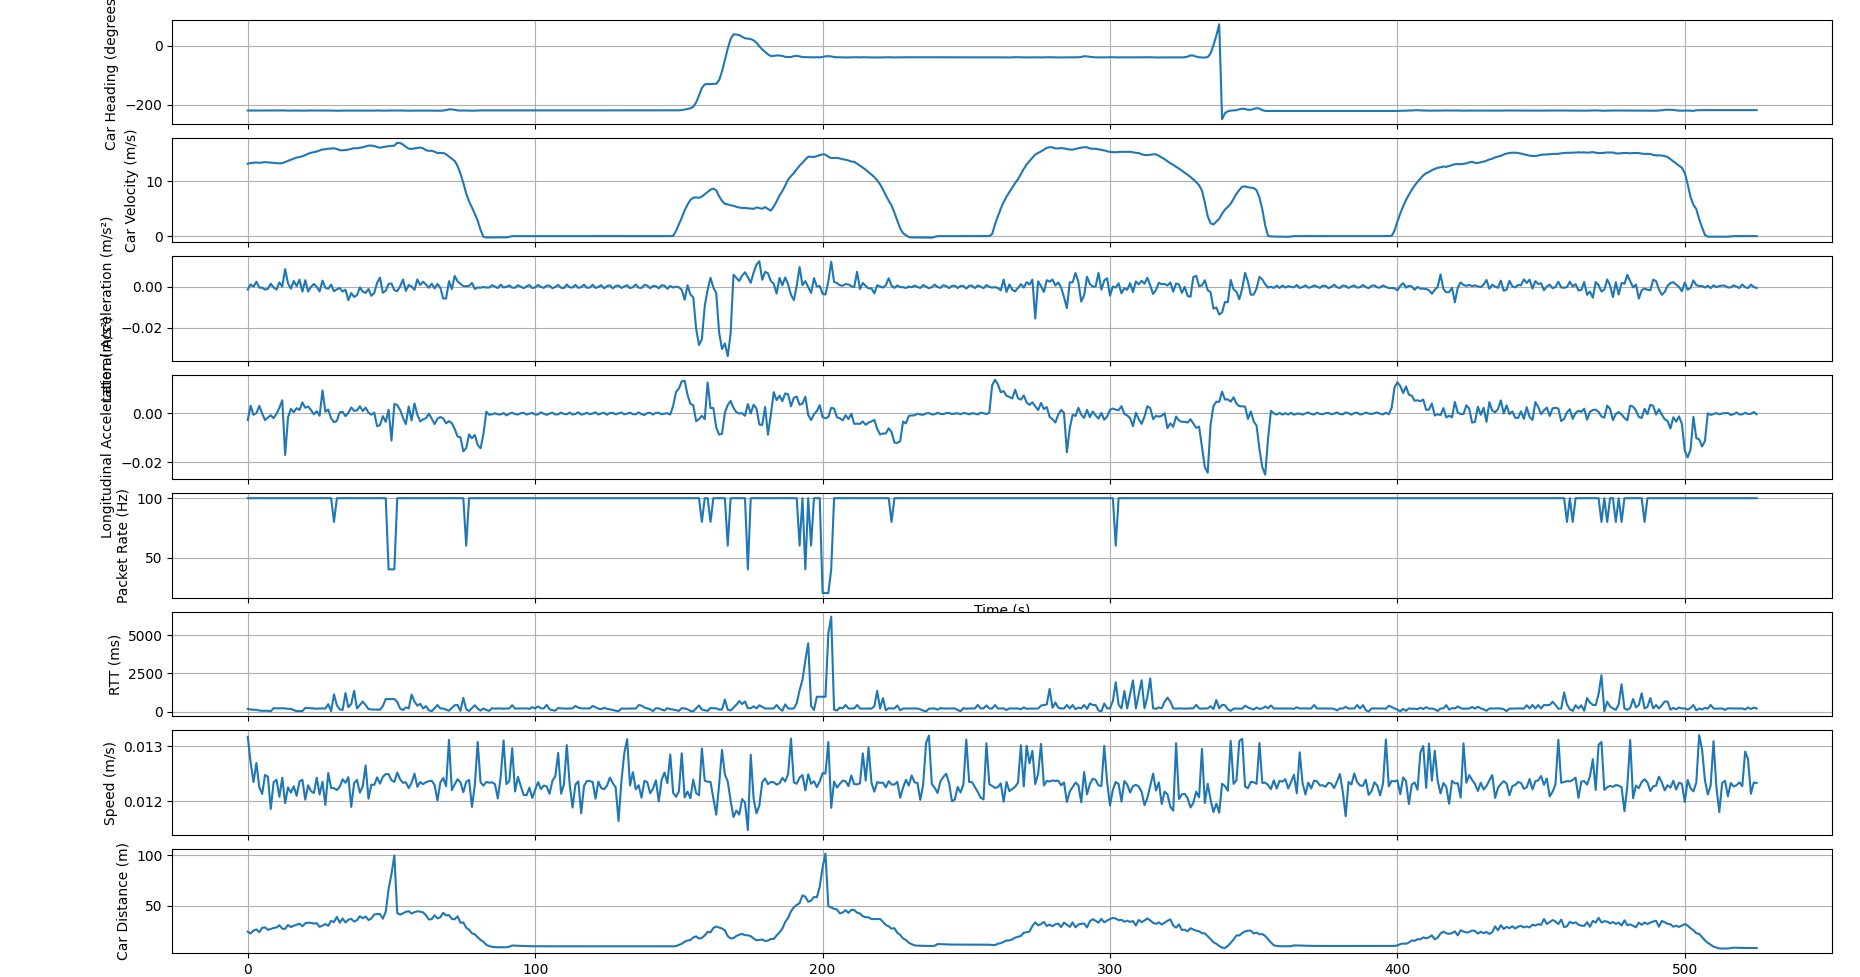 Car Heading (degrees
0
−200
Car Velocity (m/s)
10
0
Lateral Acceleration (m/s²)
0.00
−0.02
Longitudinal Acceleration (m/s²)
0.00
−0.02
Packet Rate (Hz)
100
50
Time (s)
RTT (ms)
5000
2500
0
Speed (m/s)
0.013
0.012
Car Distance (m)
100
50
0 100 200 300 400 500